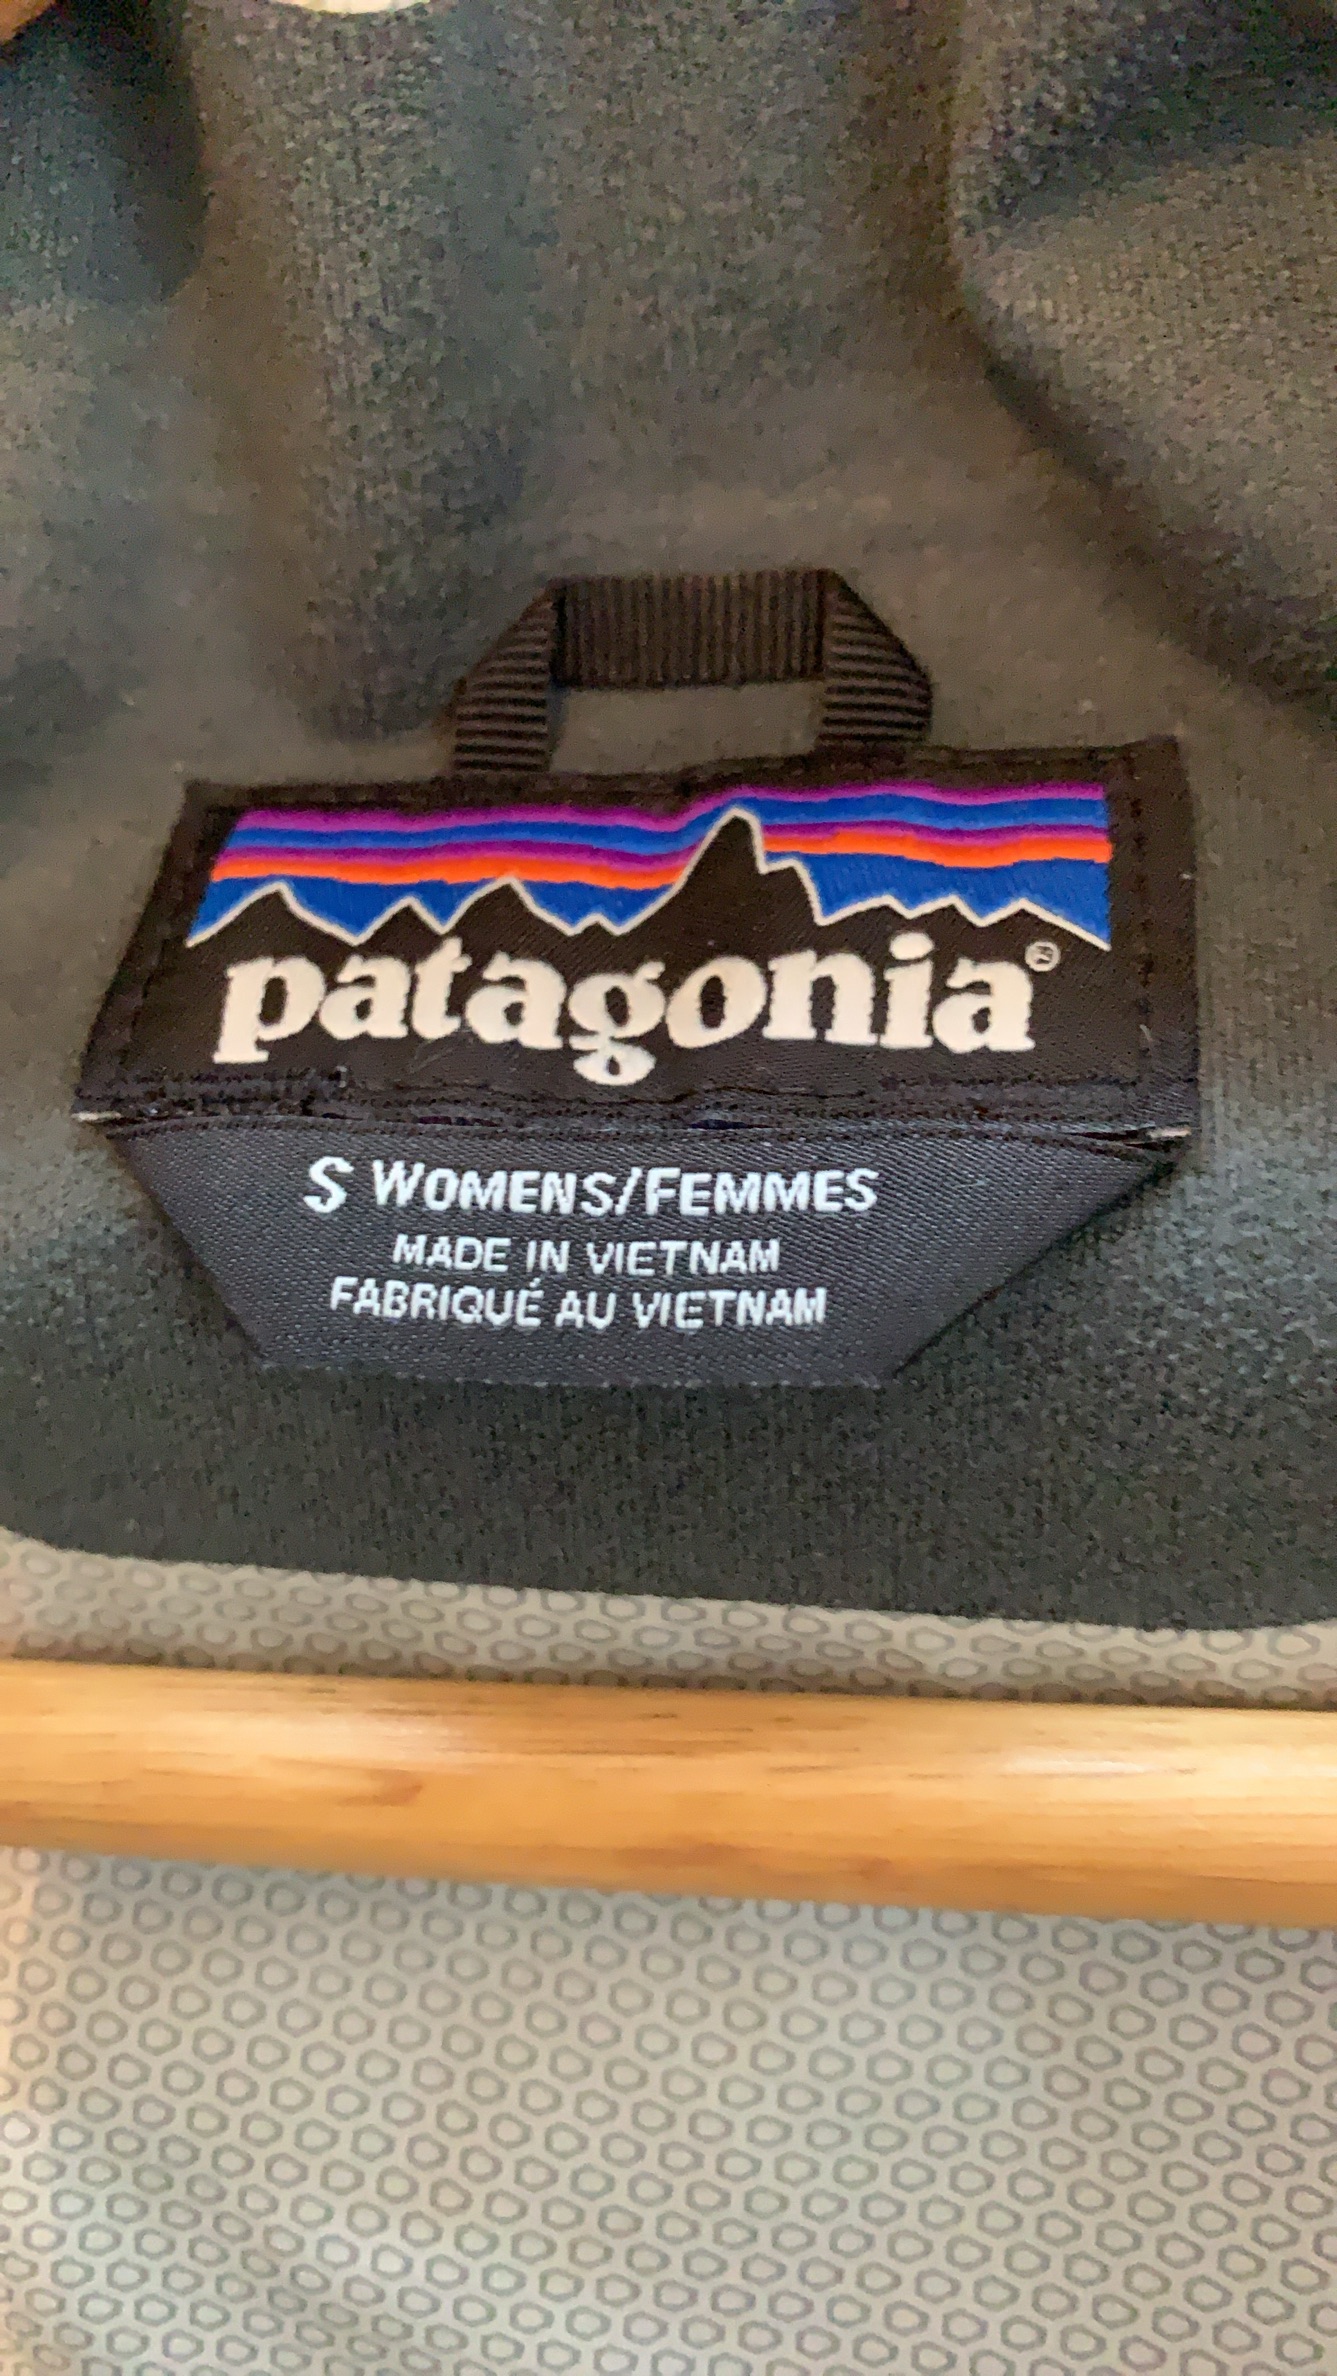 patagonia®
S WOMENS/FEMMES
MADE IN VIETNAM
FABRIQUÉ AU VIETNAM